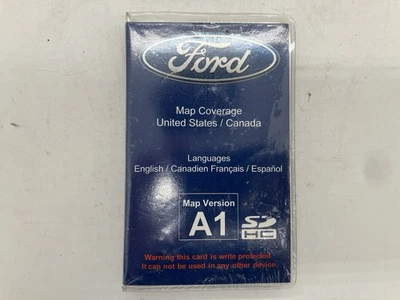 Ford
Map Coverage
United States / Canada
Languages
English / Canadien Français / Español
Map Version
A1
SD
HC
Warning this card is write protected.
It can not be used in any other device